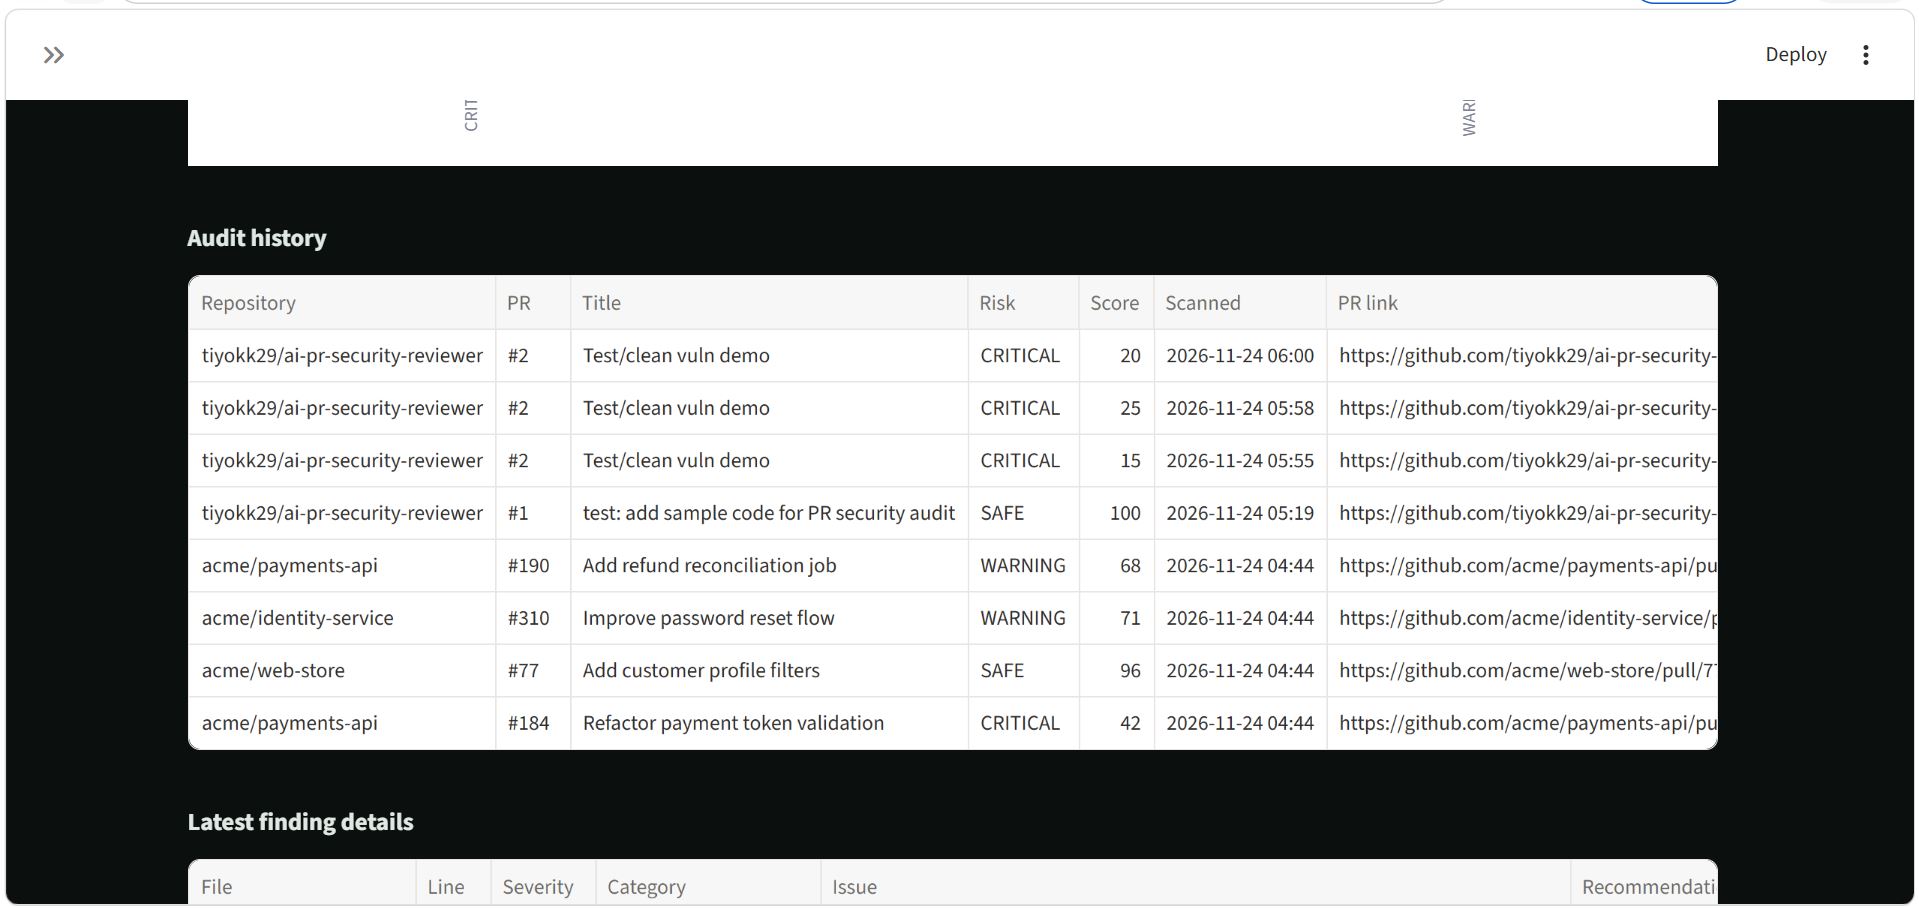 Deploy
CRIT
WARI
Audit history
Repository PR Title Risk Score Scanned PR link
tiyokk29/ai-pr-security-reviewer #2 Test/clean vuln demo CRITICAL 20 2026-11-24 06:00 https://github.com/tiyokk29/ai-pr-security-
tiyokk29/ai-pr-security-reviewer #2 Test/clean vuln demo CRITICAL 25 2026-11-24 05:58 https://github.com/tiyokk29/ai-pr-security-
tiyokk29/ai-pr-security-reviewer #2 Test/clean vuln demo CRITICAL 15 2026-11-24 05:55 https://github.com/tiyokk29/ai-pr-security-
tiyokk29/ai-pr-security-reviewer #1 test: add sample code for PR security audit SAFE 100 2026-11-24 05:19 https://github.com/tiyokk29/ai-pr-security-
acme/payments-api #190 Add refund reconciliation job WARNING 68 2026-11-24 04:44 https://github.com/acme/payments-api/pu
acme/identity-service #310 Improve password reset flow WARNING 71 2026-11-24 04:44 https://github.com/acme/identity-service/p
acme/web-store #77 Add customer profile filters SAFE 96 2026-11-24 04:44 https://github.com/acme/web-store/pull/77
acme/payments-api #184 Refactor payment token validation CRITICAL 42 2026-11-24 04:44 https://github.com/acme/payments-api/pu
Latest finding details
File Line Severity Category Issue Recommendati